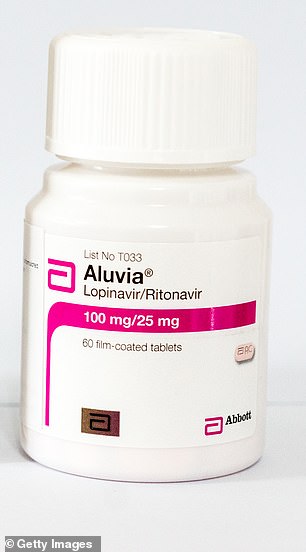 List No T033
Aluvia®
Lopinavir/Ritonavir
100 mg/25 mg
60 film-coated tablets
Abbott
© Getty Images